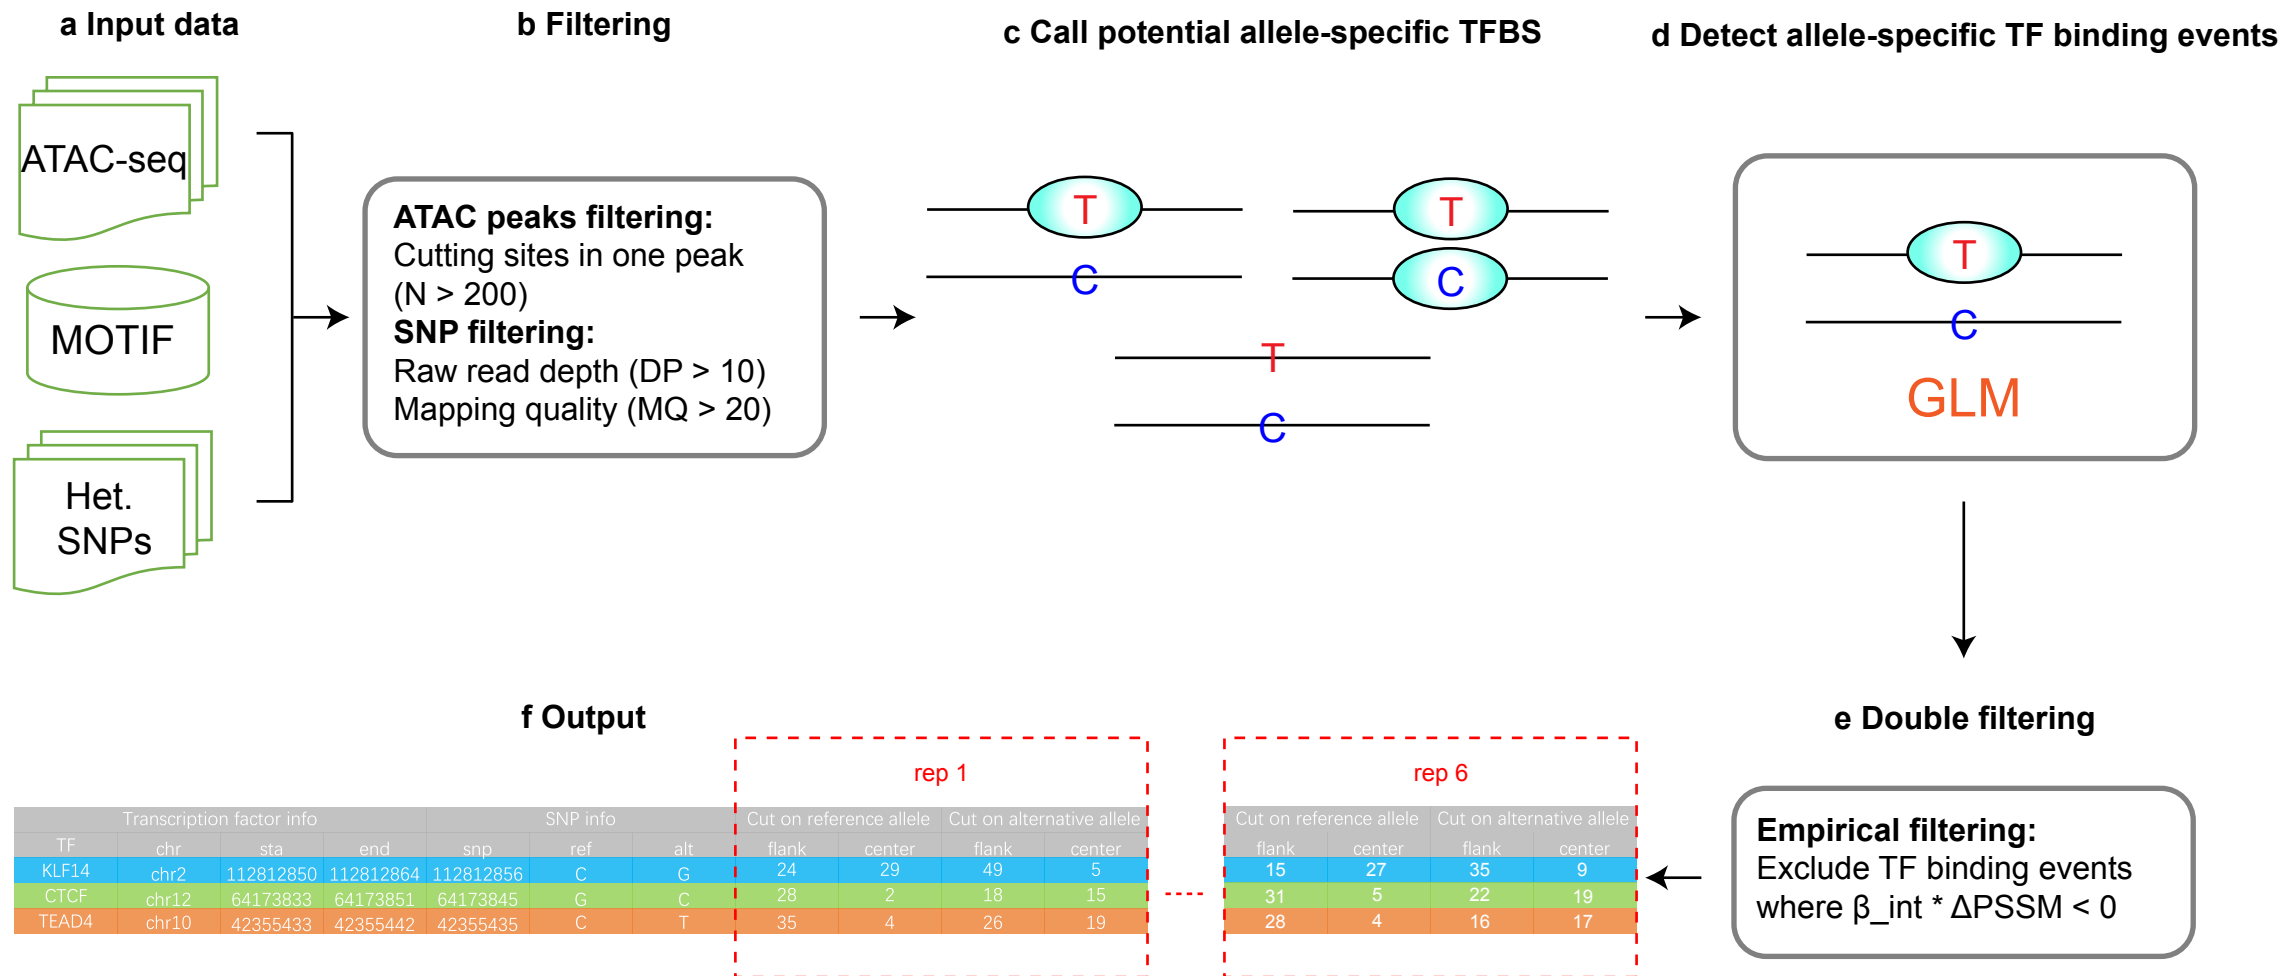 a Input data
ATAC-seq
MOTIF
Het.
SNPs
b Filtering
ATAC peaks filtering:
Cutting sites in one peak
(N > 200)
SNP filtering:
Raw read depth (DP > 10)
Mapping quality (MQ > 20)
c Call potential allele-specific TFBS
T
C
T
C
T
C
d Detect allele-specific TF binding events
T
C
GLM
e Double filtering
Empirical filtering:
Exclude TF binding events
where β_int * ΔPSSM < 0
f Output
rep 1
rep 6
Transcription factor info SNP info Cut on reference allele Cut on alternative allele Cut on reference allele Cut on alternative allele
TF chr sta end snp ref alt flank center flank center flank center flank center
KLF14 chr2 112812850 112812864 112812856 C G 24 29 49 5 15 27 35 9
CTCF chr12 64173833 64173851 64173845 G C 28 2 18 15 31 5 22 19
TEAD4 chr10 42355433 42355442 42355435 C T 35 4 26 19 28 4 16 17